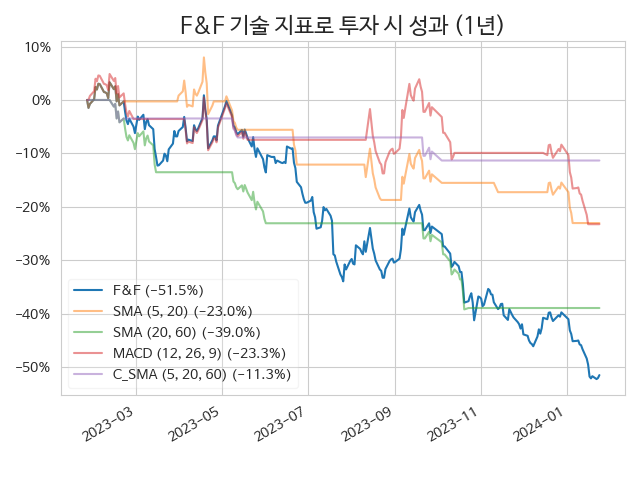 F&F 기술 지표로 투자 시 성과 (1년)
10%
0%
−10%
−20%
−30%
−40%
−50%
F&F (−51.5%)
SMA (5, 20) (−23.0%)
SMA (20, 60) (−39.0%)
MACD (12, 26, 9) (−23.3%)
C_SMA (5, 20, 60) (−11.3%)
2023−03
2023−05
2023−07
2023−09
2023−11
2024−01